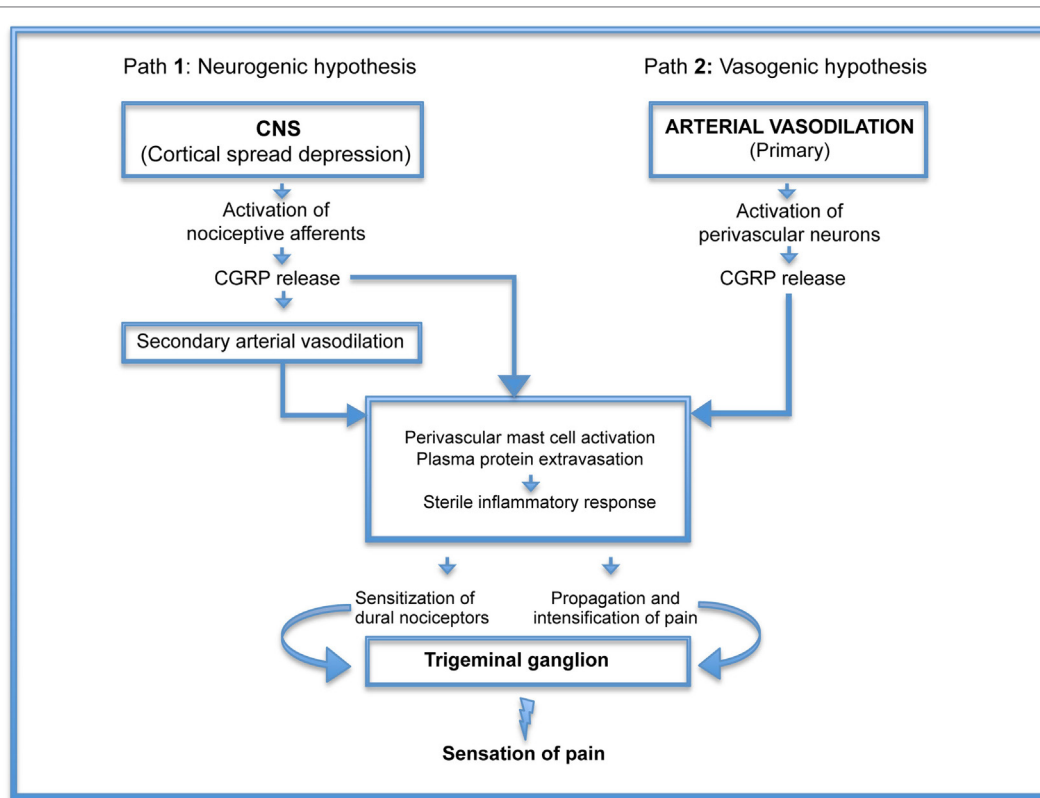 Path 1: Neurogenic hypothesis
CNS
(Cortical spread depression)
Activation of
nociceptive afferents
CGRP release
Secondary arterial vasodilation
Path 2: Vasogenic hypothesis
ARTERIAL VASODILATION
(Primary)
Activation of
perivascular neurons
CGRP release
Perivascular mast cell activation
Plasma protein extravasation
Sterile inflammatory response
Sensitization of
dural nociceptors
Propagation and
intensification of pain
Trigeminal ganglion
Sensation of pain